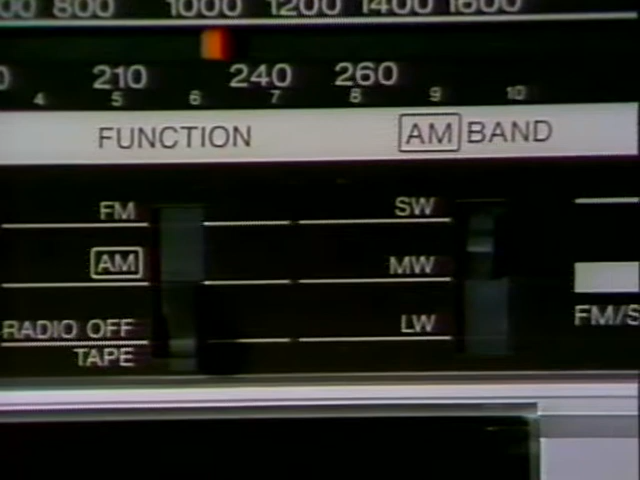 800 1000 1200 1400 1600
210 240 260
4 5 6 7 8 9 10
FUNCTION AM BAND
FM SW
AM MW
RADIO OFF LW FM/S
TAPE